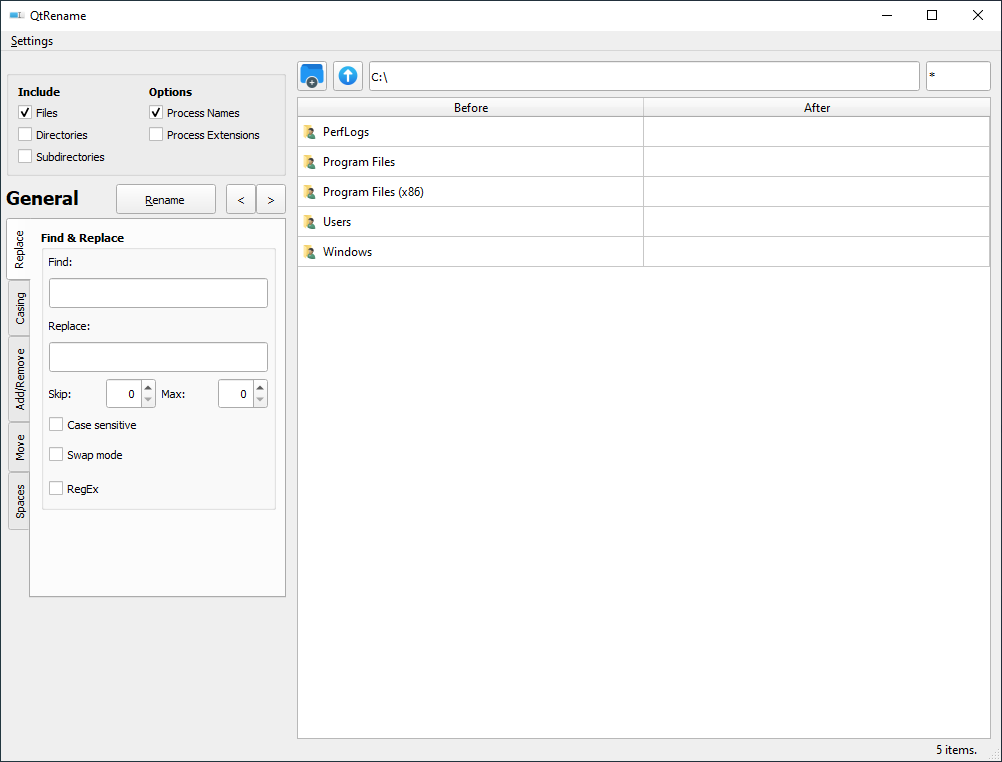 QtRename
Settings
Include
Options
Files
Process Names
Directories
Process Extensions
Subdirectories
General
Rename
<
>
Replace
Casing
Add/Remove
Move
Spaces
Find & Replace
Find:
Replace:
Skip:
0
Max:
0
Case sensitive
Swap mode
RegEx
C:\
*
Before
After
PerfLogs
Program Files
Program Files (x86)
Users
Windows
5 items.